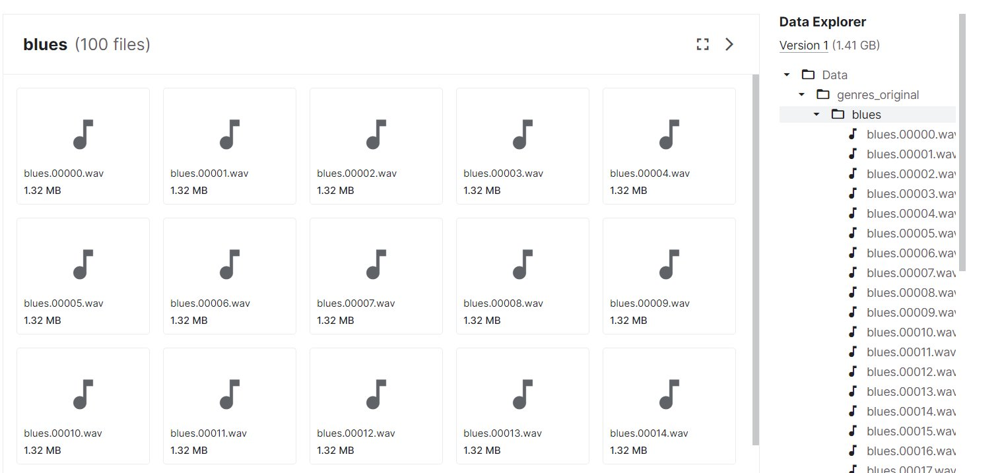 blues (100 files)
blues.00000.wav
1.32 MB
blues.00001.wav
1.32 MB
blues.00002.wav
1.32 MB
blues.00003.wav
1.32 MB
blues.00004.wav
1.32 MB
blues.00005.wav
1.32 MB
blues.00006.wav
1.32 MB
blues.00007.wav
1.32 MB
blues.00008.wav
1.32 MB
blues.00009.wav
1.32 MB
blues.00010.wav
1.32 MB
blues.00011.wav
1.32 MB
blues.00012.wav
1.32 MB
blues.00013.wav
1.32 MB
blues.00014.wav
1.32 MB
Data Explorer
Version 1 (1.41 GB)
Data
genres_original
blues
blues.00000.wav
blues.00001.wav
blues.00002.wav
blues.00003.wav
blues.00004.wav
blues.00005.wav
blues.00006.wav
blues.00007.wav
blues.00008.wav
blues.00009.wav
blues.00010.wav
blues.00011.wav
blues.00012.wav
blues.00013.wav
blues.00014.wav
blues.00015.wav
blues.00016.wav
blues.00017.wav